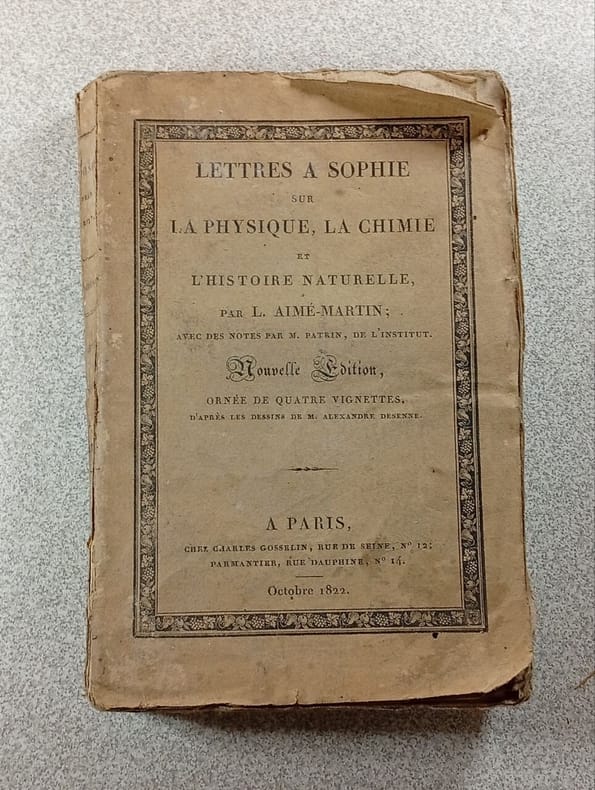 LETTRES A SOPHIE
SUR
LA PHYSIQUE, LA CHIMIE
ET
L'HISTOIRE NATURELLE,
PAR L. AIMÉ-MARTIN;
AVEC DES NOTES PAR M. PATRIN, DE L'INSTITUT.
Nouvelle Édition,
ORNÉE DE QUATRE VIGNETTES,
D'APRÈS LES DESSINS DE M. ALEXANDRE DESENNE.
A PARIS,
CHEZ CHARLES GOSSELIN, RUE DE SEINE, Nº 12;
PARMANTIER, RUE DAUPHINE, Nº 14.
Octobre 1822.